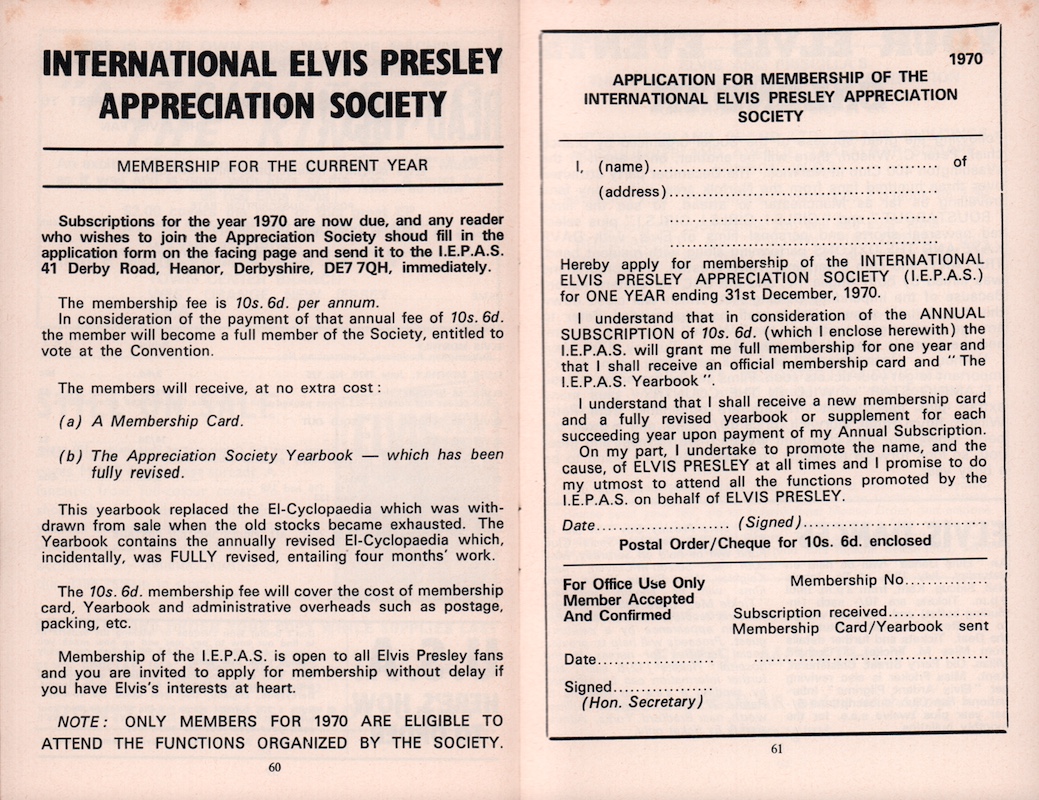 INTERNATIONAL ELVIS PRESLEY
APPRECIATION SOCIETY
MEMBERSHIP FOR THE CURRENT YEAR
Subscriptions for the year 1970 are now due, and any reader
who wishes to join the Appreciation Society shoud fill in the
application form on the facing page and send it to the I.E.P.A.S.
41 Derby Road, Heanor, Derbyshire, DE7 7QH, immediately.
The membership fee is 10s. 6d. per annum.
In consideration of the payment of that annual fee of 10s. 6d.
the member will become a full member of the Society, entitled to
vote at the Convention.
The members will receive, at no extra cost:
(a) A Membership Card.
(b) The Appreciation Society Yearbook — which has been
fully revised.
This yearbook replaced the El-Cyclopaedia which was with-
drawn from sale when the old stocks became exhausted. The
Yearbook contains the annually revised El-Cyclopaedia which,
incidentally, was FULLY revised, entailing four months' work.
The 10s. 6d. membership fee will cover the cost of membership
card, Yearbook and administrative overheads such as postage,
packing, etc.
Membership of the I.E.P.A.S. is open to all Elvis Presley fans
and you are invited to apply for membership without delay if
you have Elvis's interests at heart.
NOTE: ONLY MEMBERS FOR 1970 ARE ELIGIBLE TO
ATTEND THE FUNCTIONS ORGANIZED BY THE SOCIETY.
60
1970
APPLICATION FOR MEMBERSHIP OF THE
INTERNATIONAL ELVIS PRESLEY APPRECIATION
SOCIETY
I, (name)............................................... of
(address)............................................
............................................
............................................
Hereby apply for membership of the INTERNATIONAL
ELVIS PRESLEY APPRECIATION SOCIETY (I.E.P.A.S.)
for ONE YEAR ending 31st December, 1970.
I understand that in consideration of the ANNUAL
SUBSCRIPTION of 10s. 6d. (which I enclose herewith) the
I.E.P.A.S. will grant me full membership for one year and
that I shall receive an official membership card and "The
I.E.P.A.S. Yearbook".
I understand that I shall receive a new membership card
and a fully revised yearbook or supplement for each
succeeding year upon payment of my Annual Subscription.
On my part, I undertake to promote the name, and the
cause, of ELVIS PRESLEY at all times and I promise to do
my utmost to attend all the functions promoted by the
I.E.P.A.S. on behalf of ELVIS PRESLEY.
Date...................... (Signed)..............................
Postal Order/Cheque for 10s. 6d. enclosed
For Office Use Only Membership No..............
Member Accepted
And Confirmed Subscription received.................
Membership Card/Yearbook sent
Date................... ......................................
Signed................
(Hon. Secretary)
61